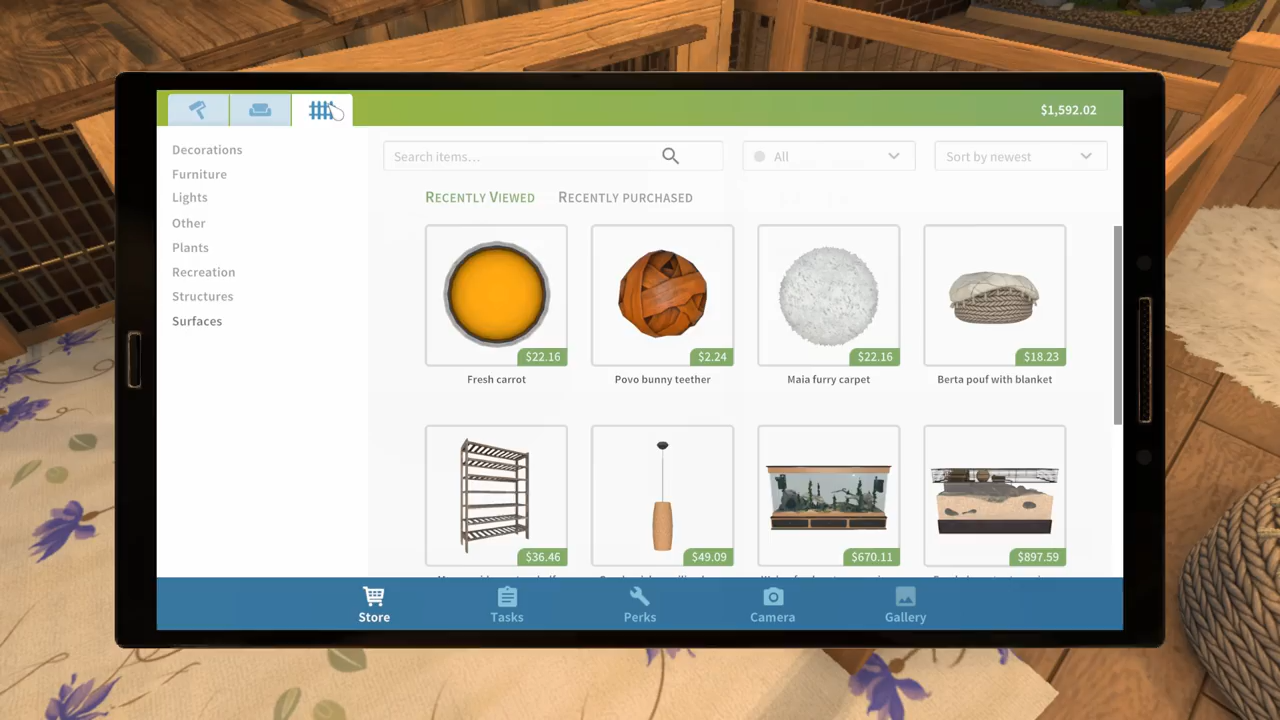 $1,592.02
Decorations
Furniture
Lights
Other
Plants
Recreation
Structures
Surfaces
Search items...
All
Sort by newest
RECENTLY VIEWED
RECENTLY PURCHASED
$22.16
Fresh carrot
$2.24
Povo bunny teether
$22.16
Maia furry carpet
$18.23
Berta pouf with blanket
$36.46
$49.09
$670.11
$897.59
Store
Tasks
Perks
Camera
Gallery